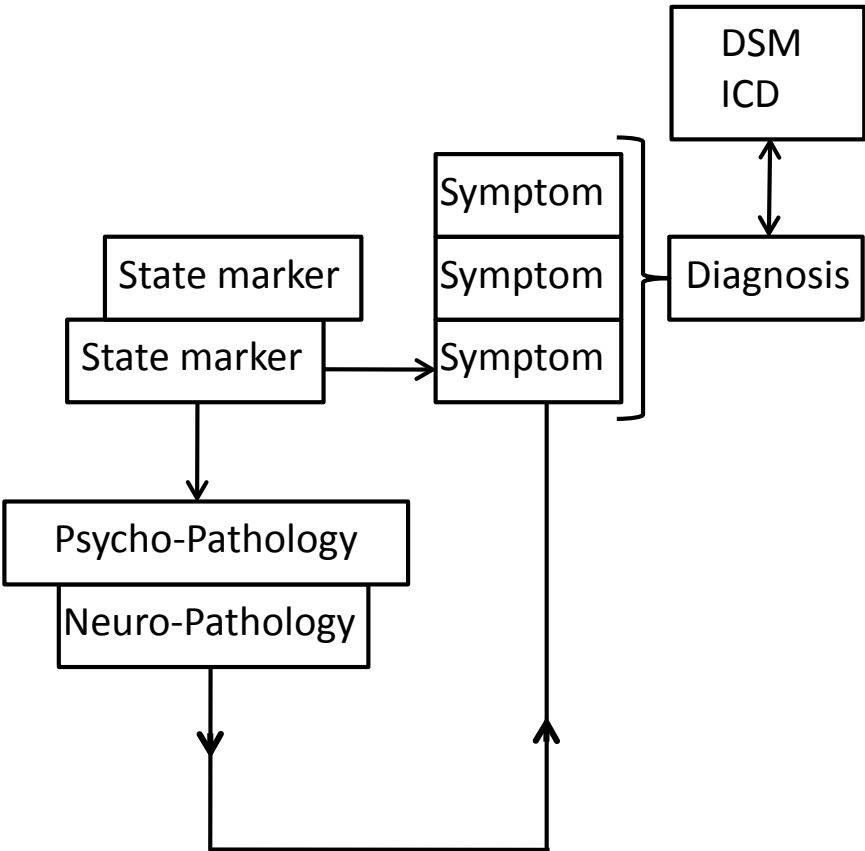 DSM
ICD
Symptom
Symptom
Symptom
State marker
State marker
Diagnosis
Psycho-Pathology
Neuro-Pathology